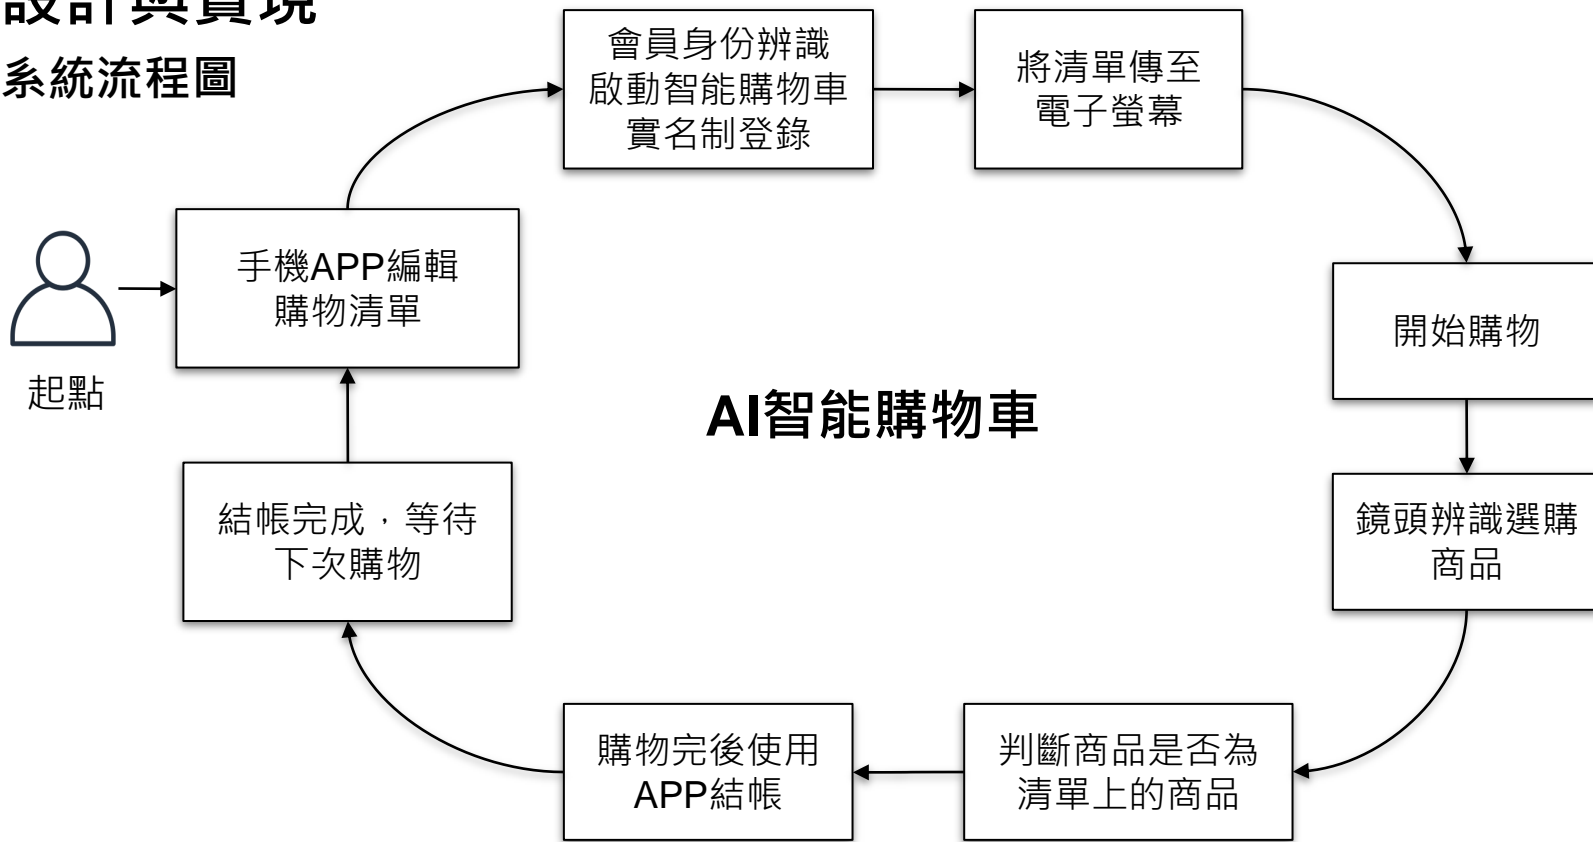 設計與實現
系統流程圖
會員身份辨識
啟動智能購物車
實名制登錄
將清單傳至
電子螢幕
手機APP編輯
購物清單
起點
開始購物
AI智能購物車
結帳完成，等待
下次購物
鏡頭辨識選購
商品
購物完後使用
APP結帳
判斷商品是否為
清單上的商品